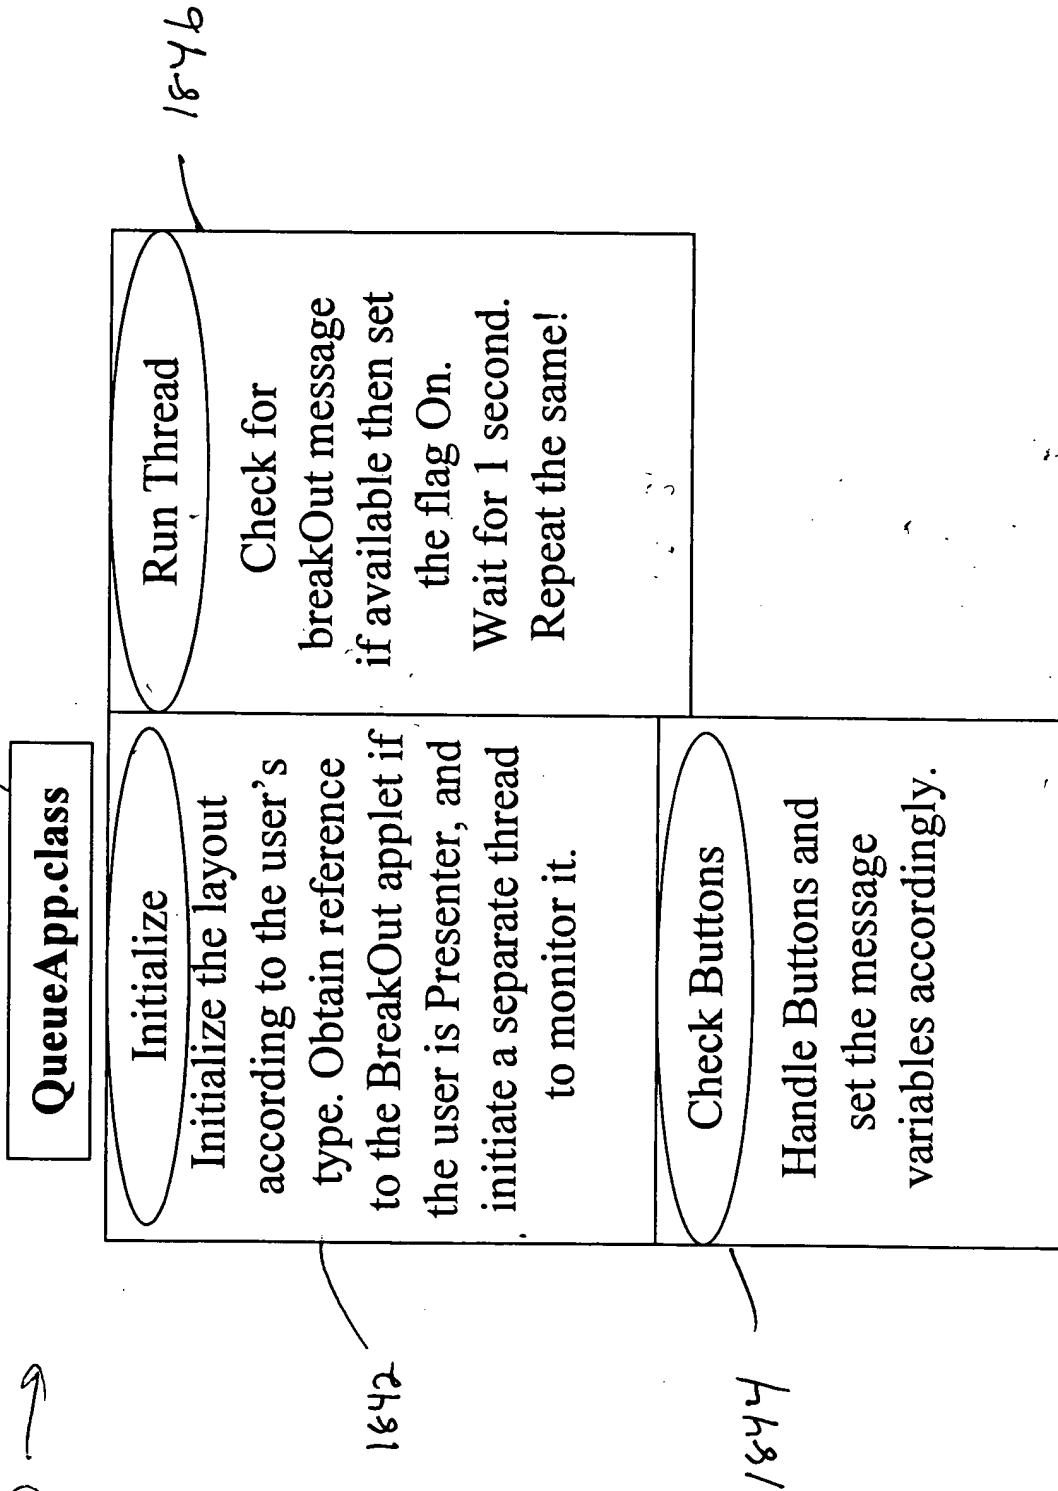 QueueApp.class
Initialize
Initialize the layout
according to the user's
type. Obtain reference
to the BreakOut applet if
the user is Presenter, and
initiate a separate thread
to monitor it.
1842
Check Buttons
Handle Buttons and
set the message
variables accordingly.
1844
Run Thread
Check for
breakOut message
if available then set
the flag On.
Wait for 1 second.
Repeat the same!
1846